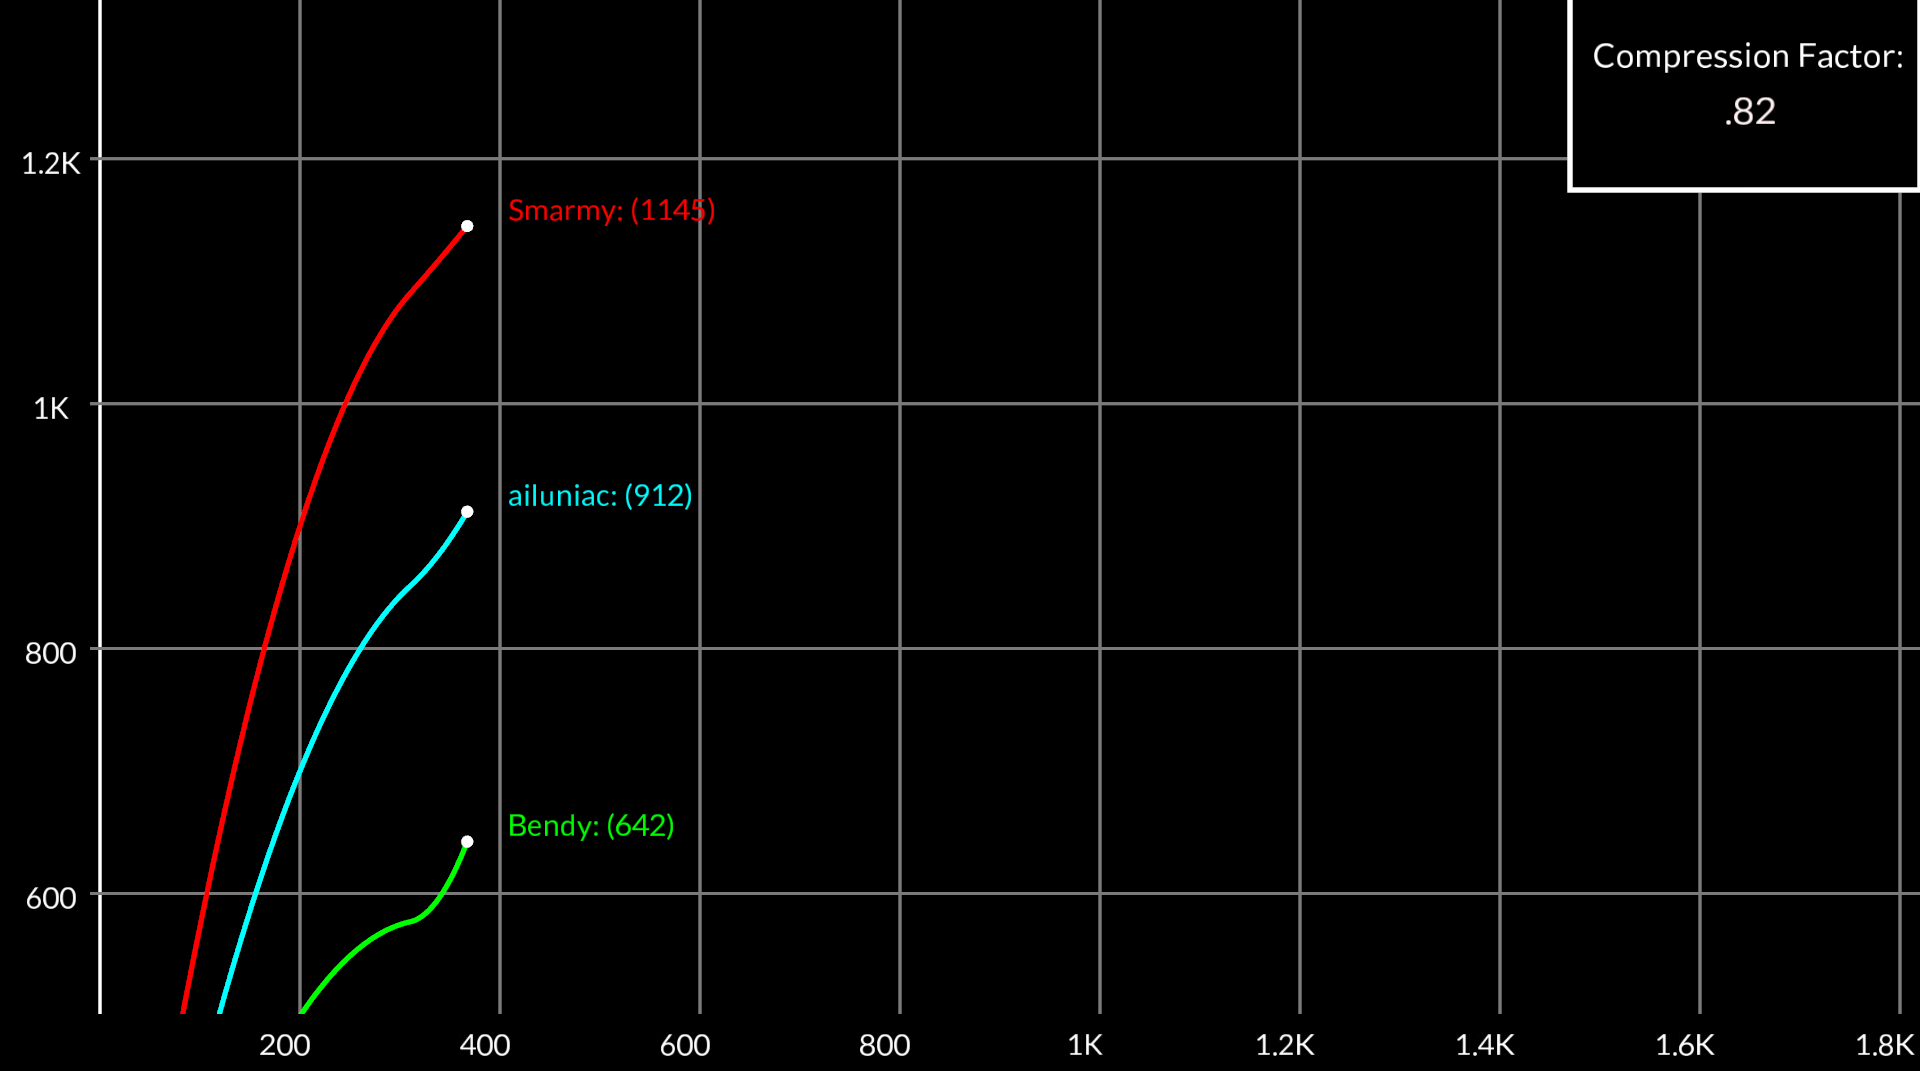 Compression Factor:
.82
1.2K
Smarmy: (1145)
1K
ailuniac: (912)
800
Bendy: (642)
600
200 400 600 800 1K 1.2K 1.4K 1.6K 1.8K